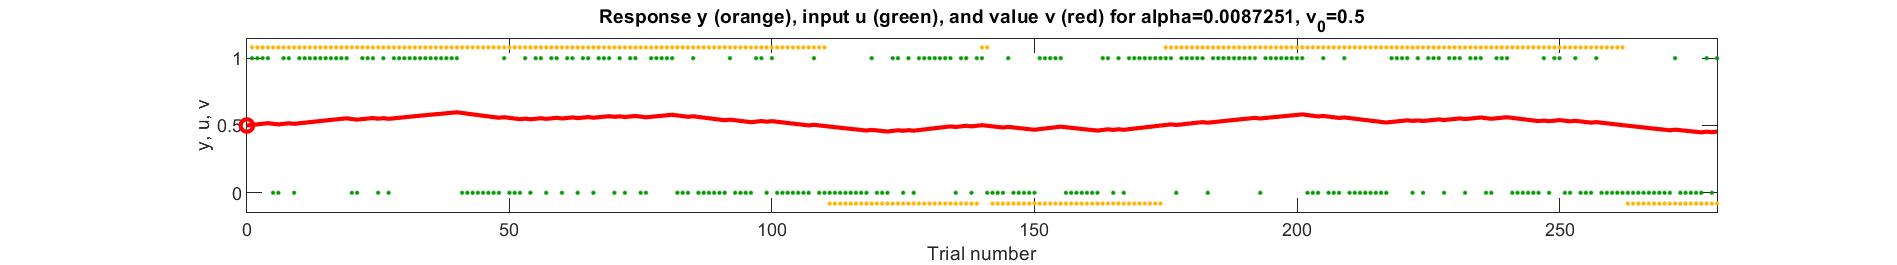 Response y (orange), input u (green), and value v (red) for alpha=0.0087251, v0=0.5
y, u, v
1
0.5
0
0 50 100 150 200 250
Trial number